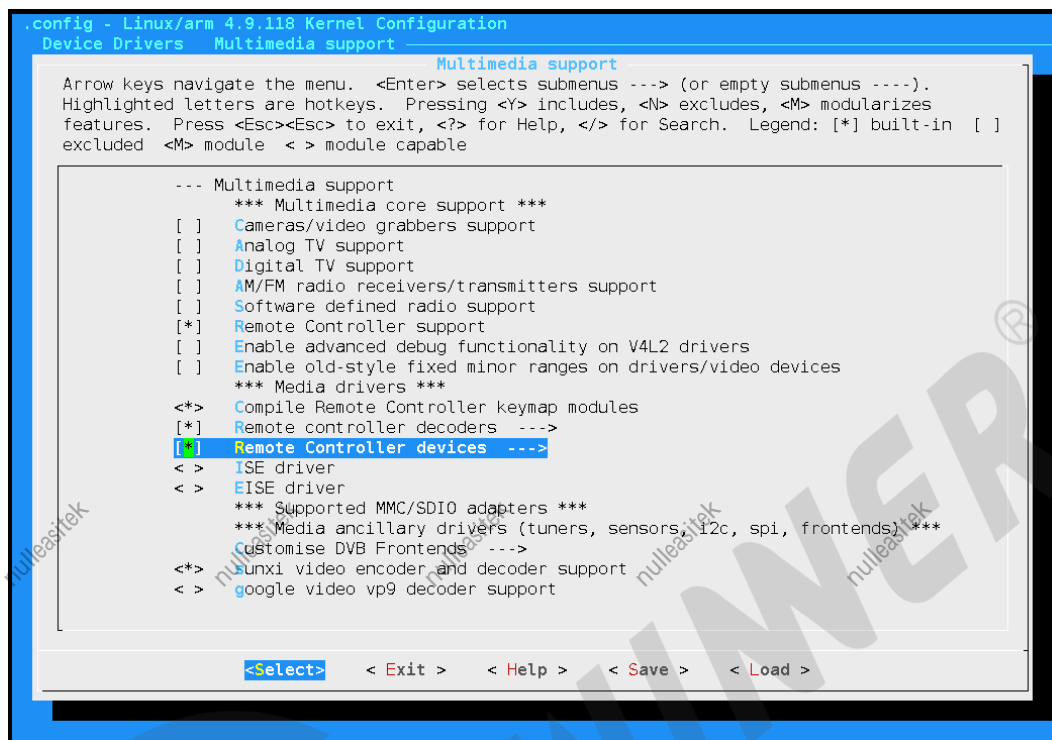 .config - Linux/arm 4.9.118 Kernel Configuration
Device Drivers   Multimedia support
Multimedia support
Arrow keys navigate the menu.  <Enter> selects submenus ---> (or empty submenus ----).
Highlighted letters are hotkeys.  Pressing <Y> includes, <N> excludes, <M> modularizes
features.  Press <Esc><Esc> to exit, <?> for Help, </> for Search.  Legend: [*] built-in  [ ]
excluded  <M> module  < > module capable
--- Multimedia support
*** Multimedia core support ***
[ ]   Cameras/video grabbers support
[ ]   Analog TV support
[ ]   Digital TV support
[ ]   AM/FM radio receivers/transmitters support
[ ]   Software defined radio support
[*]   Remote Controller support
[ ]   Enable advanced debug functionality on V4L2 drivers
[ ]   Enable old-style fixed minor ranges on drivers/video devices
*** Media drivers ***
<*>   Compile Remote Controller keymap modules
[*]   Remote controller decoders  --->
[*]   Remote Controller devices  --->
< >   ISE driver
< >   EISE driver
*** Supported MMC/SDIO adapters ***
*** Media ancillary drivers (tuners, sensors, i2c, spi, frontends) ***
Customise DVB Frontends  --->
<*>   sunxi video encoder and decoder support
< >   google video vp9 decoder support
<Select>    < Exit >    < Help >    < Save >    < Load >
nulleasitek
nulleasitek
nulleasitek
nulleasitek
nulleasitek
WINNER®